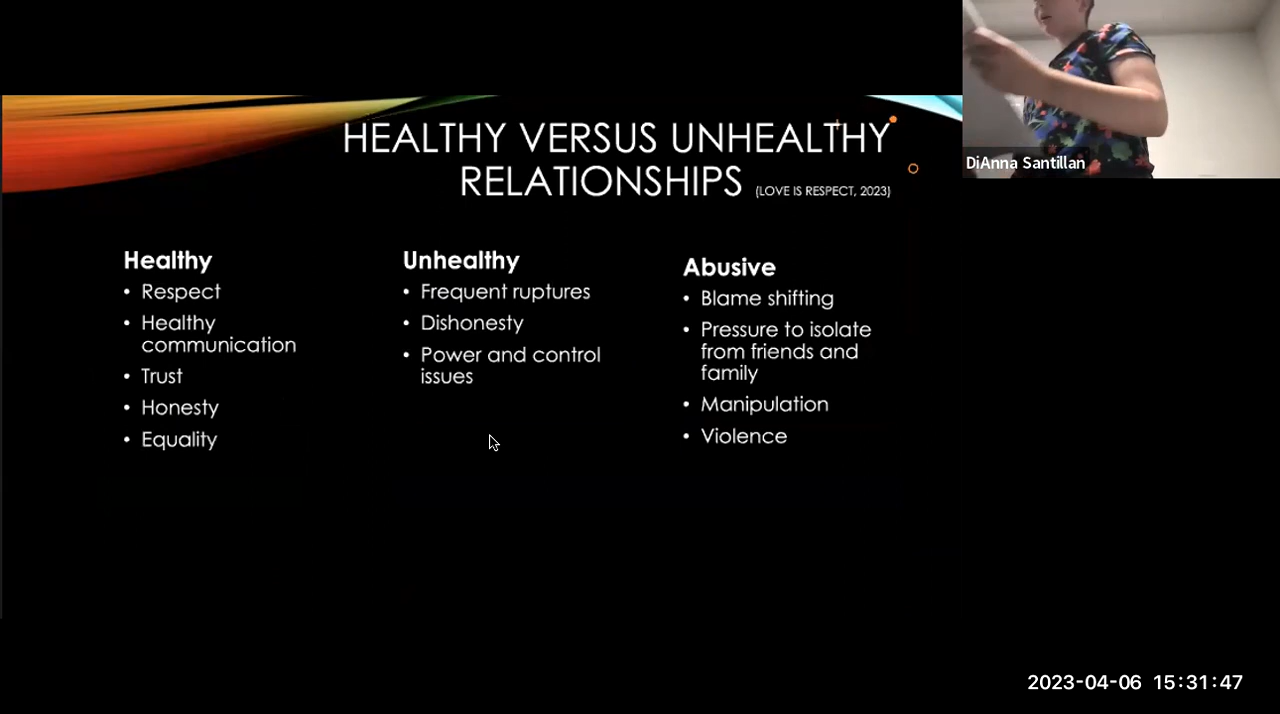 HEALTHY VERSUS UNHEALTHY
RELATIONSHIPS (LOVE IS RESPECT, 2023)
DiAnna Santillan
Healthy
• Respect
• Healthy
communication
• Trust
• Honesty
• Equality
Unhealthy
• Frequent ruptures
• Dishonesty
• Power and control
issues
Abusive
• Blame shifting
• Pressure to isolate
from friends and
family
• Manipulation
• Violence
2023-04-06 15:31:47